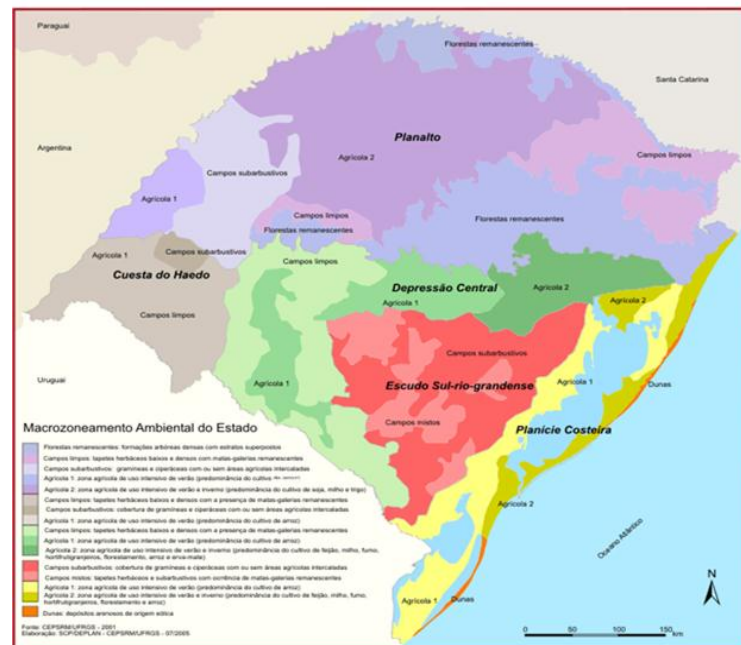 Paraguai
Florestas remanescentes
Santa Catarina
Argentina
Planalto
Agrícola 2
Campos limpos
Campos subarbustivos
Agrícola 1
Campos limpos
Florestas remanescentes
Florestas remanescentes
Agrícola 1
Campos subarbustivos
Campos limpos
Cuesta do Haedo
Depressão Central
Agrícola 2
Agrícola 1
Agrícola 2
Campos limpos
Campos subarbustivos
Uruguai
Agrícola 1
Escudo Sul-rio-grandense
Agrícola 1
Dunas
Campos mistos
Planície Costeira
Macrozoneamento Ambiental do Estado
Florestas remanescentes: formações arbóreas densas com estratos superpostos
Campos limpos: tapetes herbáceos baixos e densos com matas-galerias remanescentes
Campos subarbustivos: gramíneas e ciperáceas com ou sem áreas agrícolas intercaladas
Agrícola 1: zona agrícola de uso intensivo de verão (predominância do cultivo
Agrícola 2: zona agrícola de uso intensivo de verão e inverno (predominância do cultivo de soja, milho e trigo)
Campos limpos: tapetes herbáceos baixos e densos com a presença de matas-galerias remanescentes
Campos subarbustivos: cobertura de gramíneas e ciperáceas com ou sem áreas agrícolas intercaladas
Agrícola 1: zona agrícola de uso intensivo de verão (predominância do cultivo de arroz)
Campos limpos: tapetes herbáceos baixos e densos com a presença de matas-galerias remanescentes
Agrícola 1: zona agrícola de uso intensivo de verão (predominância do cultivo de arroz)
Agrícola 2: zona agrícola de uso intensivo de verão e inverno (predominância do cultivo de feijão, milho, fumo,
hortifrutigranjeiros, florestamento, arroz e erva-mate)
Campos subarbustivos: cobertura de gramíneas e ciperáceas com ou sem áreas agrícolas intercaladas
Campos mistos: tapetes herbáceos e subarbustivos com ocorrência de matas-galerias remanescentes
Agrícola 1: zona agrícola de uso intensivo de verão (predominância do cultivo de arroz)
Agrícola 2: zona agrícola de uso intensivo de verão e inverno (predominância do cultivo de feijão, milho, fumo,
hortifrutigranjeiros, florestamento e arroz)
Dunas: depósitos arenosos de origem eólica
Agrícola 2
Oceano Atlântico
N
Agrícola 1
Dunas
0 50 100 150
km
Fonte: CEPSRM/UFRGS - 2001
Elaboração: SCP/DEPLAN - CEPSRM/UFRGS - 07/2005